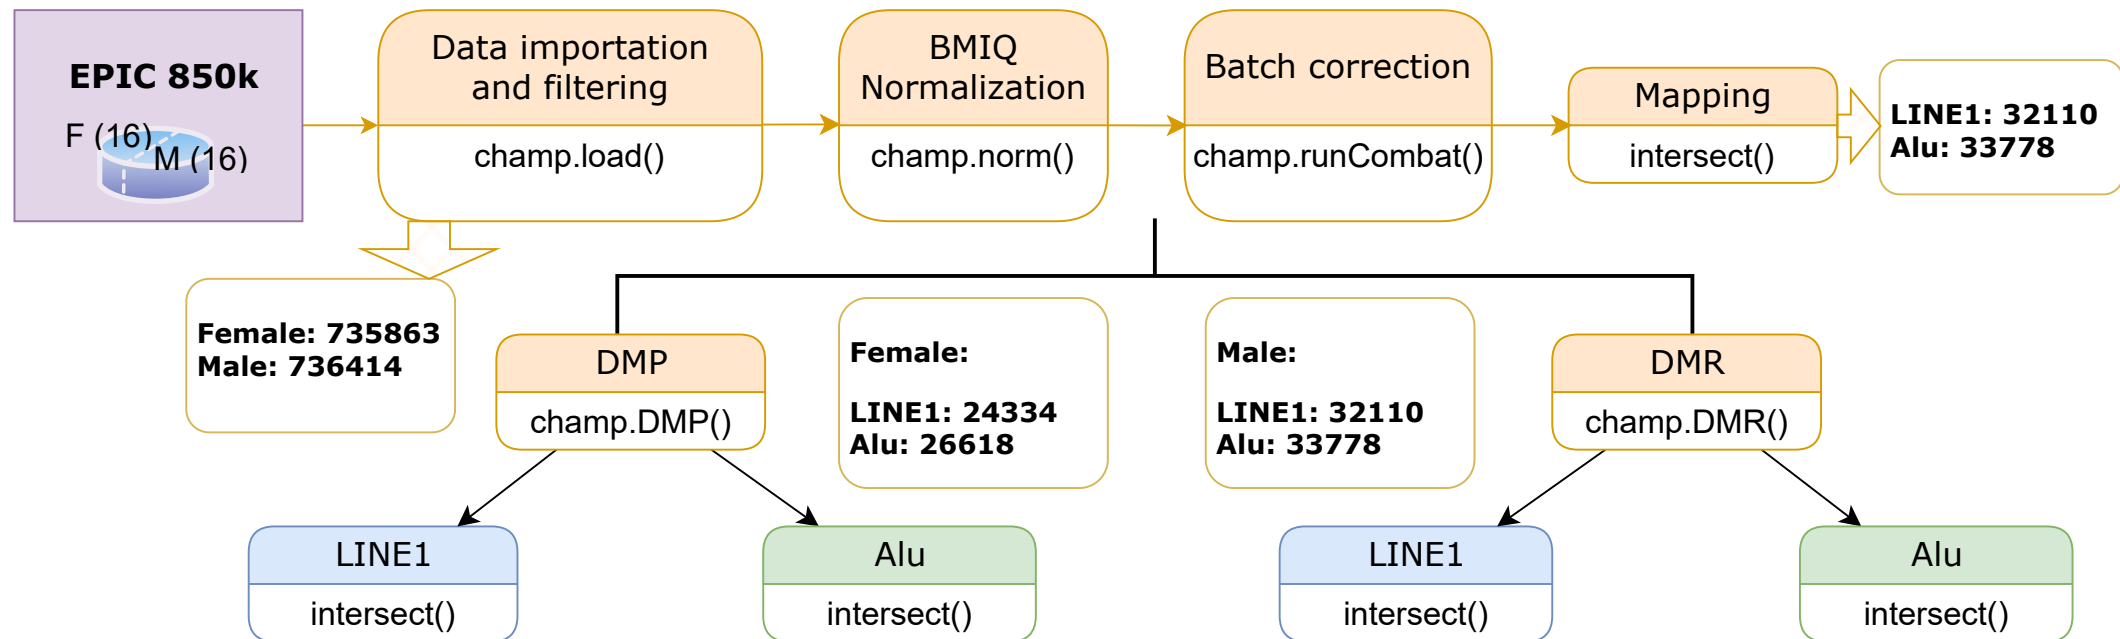 EPIC 850k
F (16)
M (16)
Data importation
and filtering
champ.load()
BMIQ
Normalization
champ.norm()
Batch correction
champ.runCombat()
Mapping
intersect()
LINE1: 32110
Alu: 33778
Female: 735863
Male: 736414
DMP
champ.DMP()
Female:
LINE1: 24334
Alu: 26618
Male:
LINE1: 32110
Alu: 33778
DMR
champ.DMR()
LINE1
intersect()
Alu
intersect()
LINE1
intersect()
Alu
intersect()